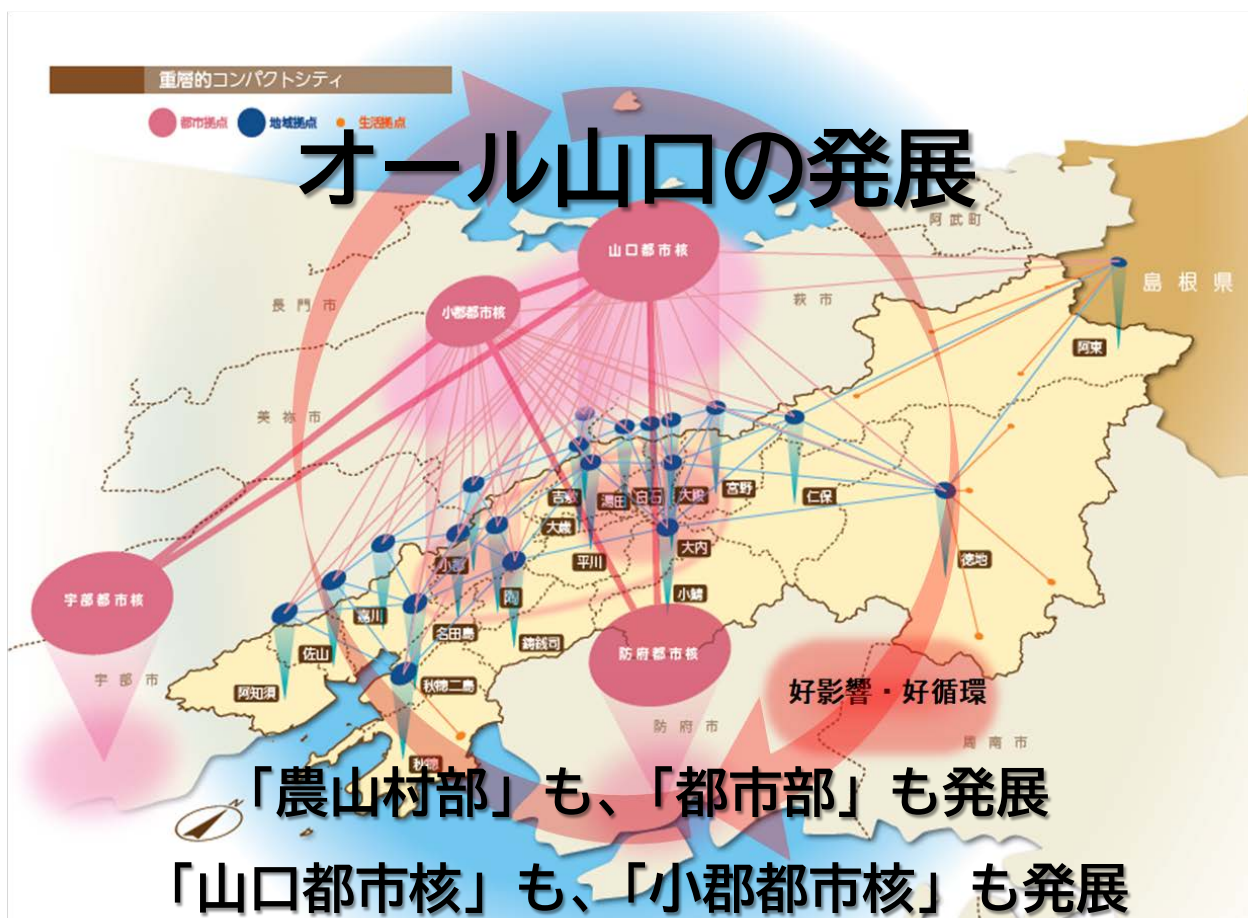 重層的コンパクトシティ
都市拠点 地域拠点 生活拠点
オール山口の発展
阿武町
山口都市核
島根県
萩市
長門市
小郡都市核
阿東
美祢市
宮野
仁保
吉敷
湯田
白石
大殿
大歳
大内
平川
徳地
小郡
小鯖
宇部都市核
陶
嘉川
名田島
鋳銭司
佐山
防府都市核
宇部市
阿知須
秋穂二島
好影響・好循環
防府市
周南市
秋穂
「農山村部」も、「都市部」も発展
「山口都市核」も、「小郡都市核」も発展